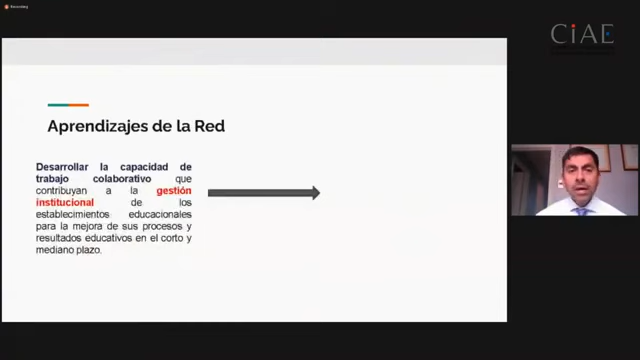 Recording
CiAE
Aprendizajes de la Red
Desarrollar la capacidad de
trabajo colaborativo que
contribuyan a la gestión
institucional de los
establecimientos educacionales
para la mejora de sus procesos y
resultados educativos en el corto y
mediano plazo.